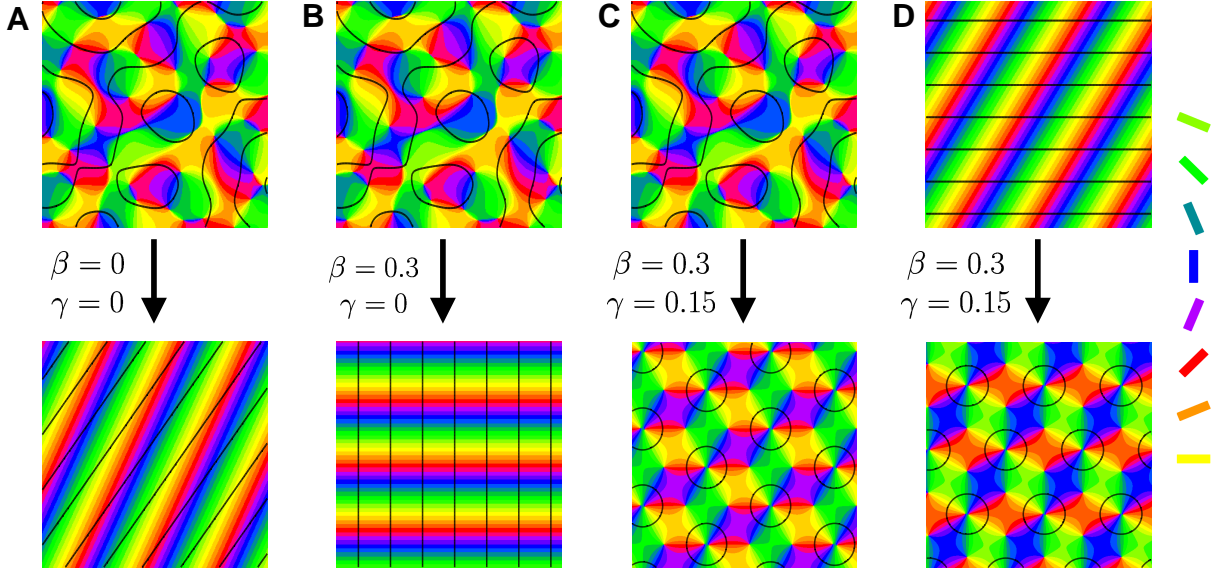 A B C D
β = 0
γ = 0
β = 0.3
γ = 0
β = 0.3
γ = 0.15
β = 0.3
γ = 0.15